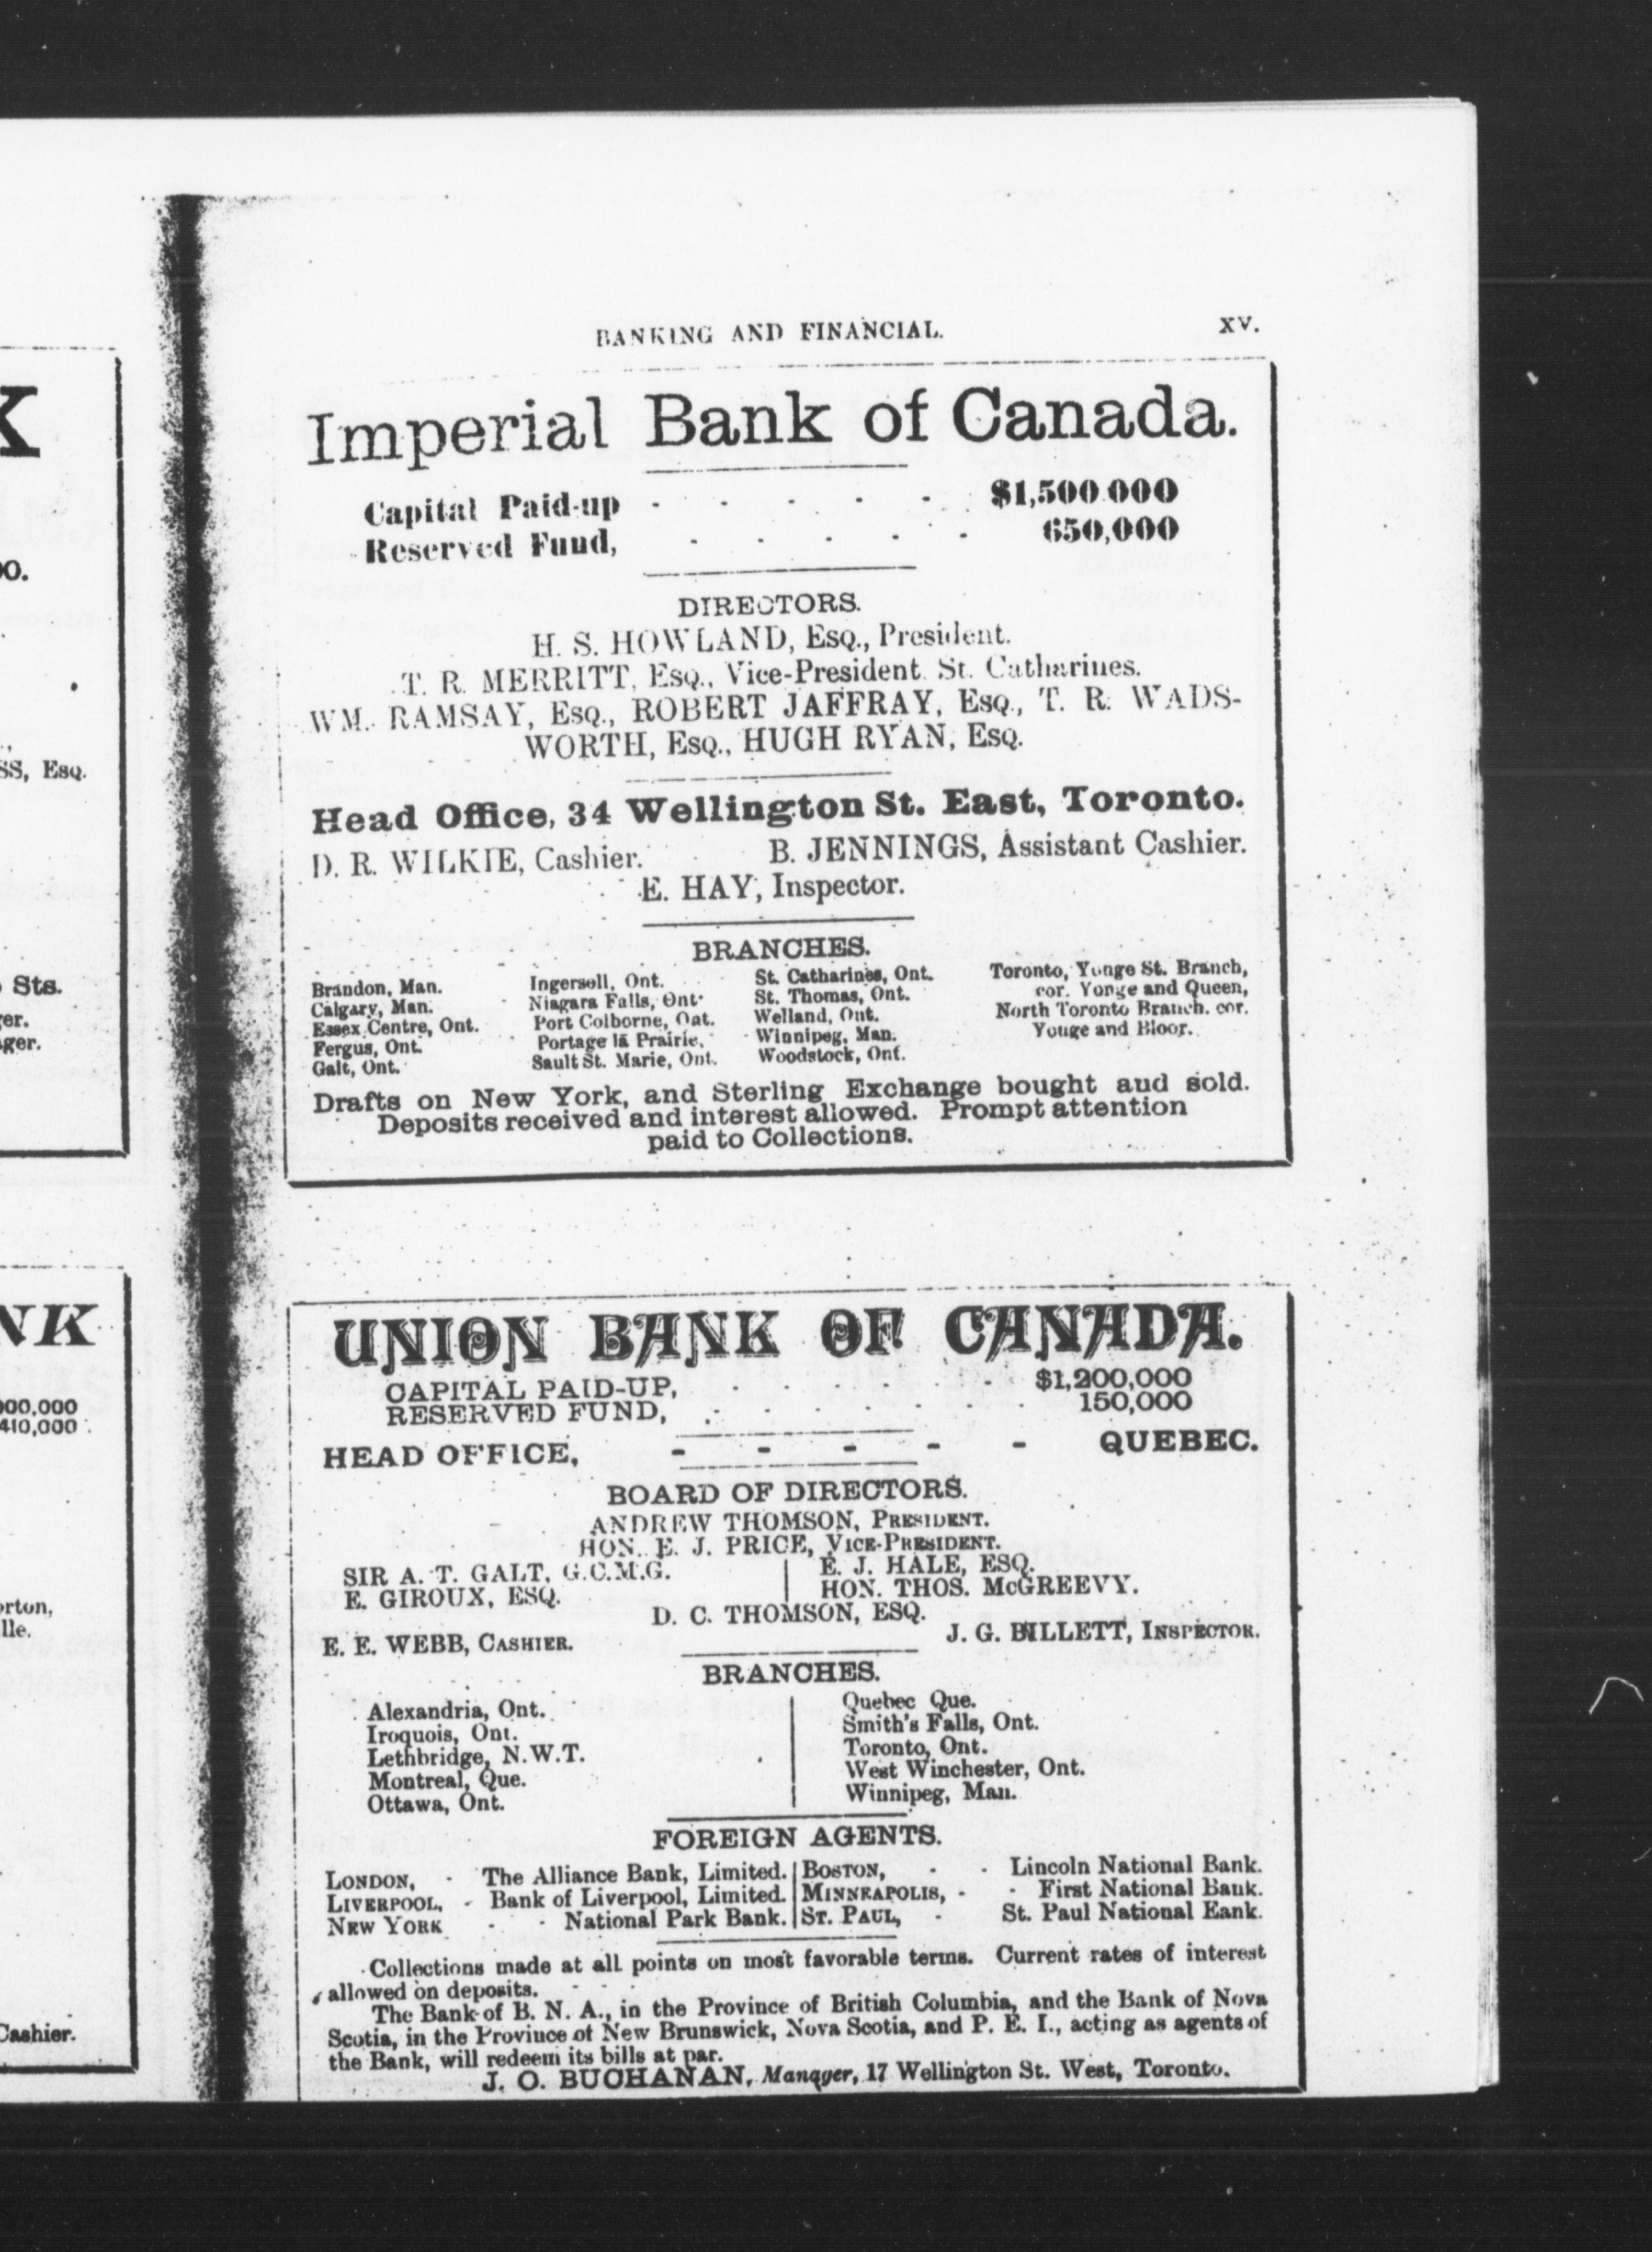 K
00.
SS, Esq.
Sts.
ger.
ager.
NK
000,000
410,000
orton,
lle.
Cashier.
BANKING AND FINANCIAL. XV.
Imperial Bank of Canada.
Capital Paid-up - - - - - $1,500.000
Reserved Fund, - - - - - 650,000
DIRECTORS.
H. S. HOWLAND, Esq., President.
T. R. MERRITT, Esq., Vice-President. St. Catharines.
WM. RAMSAY, Esq., ROBERT JAFFRAY, Esq., T. R. WADS-
WORTH, Esq., HUGH RYAN, Esq.
Head Office, 34 Wellington St. East, Toronto.
D. R. WILKIE, Cashier. B. JENNINGS, Assistant Cashier.
E. HAY, Inspector.
BRANCHES.
Brandon, Man. Ingersoll, Ont. St. Catharines, Ont. Toronto, Yonge St. Branch,
Calgary, Man. Niagara Falls, Ont. St. Thomas, Ont. cor. Yonge and Queen,
Essex Centre, Ont. Port Colborne, Ont. Welland, Ont. North Toronto Branch. cor.
Fergus, Ont. Portage la Prairie, Winnipeg, Man. Yonge and Bloor.
Galt, Ont. Sault St. Marie, Ont. Woodstock, Ont.
Drafts on New York, and Sterling Exchange bought and sold.
Deposits received and interest allowed. Prompt attention
paid to Collections.
UNION BANK OF CANADA.
CAPITAL PAID-UP, - - - - - $1,200,000
RESERVED FUND, - - - - - 150,000
HEAD OFFICE, - - - - - QUEBEC.
BOARD OF DIRECTORS.
ANDREW THOMSON, PRESIDENT.
HON. E. J. PRICE, VICE-PRESIDENT.
SIR A. T. GALT, G.C.M.G. E. J. HALE, ESQ.
E. GIROUX, ESQ. HON. THOS. McGREEVY.
D. C. THOMSON, ESQ.
E. E. WEBB, CASHIER. J. G. BILLETT, INSPECTOR.
BRANCHES.
Alexandria, Ont. Quebec Que.
Iroquois, Ont. Smith's Falls, Ont.
Lethbridge, N.W.T. Toronto, Ont.
Montreal, Que. West Winchester, Ont.
Ottawa, Ont. Winnipeg, Man.
FOREIGN AGENTS.
LONDON, - The Alliance Bank, Limited. BOSTON, - - Lincoln National Bank.
LIVERPOOL, - Bank of Liverpool, Limited. MINNEAPOLIS, - - First National Bank.
NEW YORK - - National Park Bank. ST. PAUL, - St. Paul National Bank.
Collections made at all points on most favorable terms. Current rates of interest
allowed on deposits.
The Bank of B. N. A., in the Province of British Columbia, and the Bank of Nova
Scotia, in the Province of New Brunswick, Nova Scotia, and P. E. I., acting as agents of
the Bank, will redeem its bills at par.
J. O. BUCHANAN, Manager, 17 Wellington St. West, Toronto.